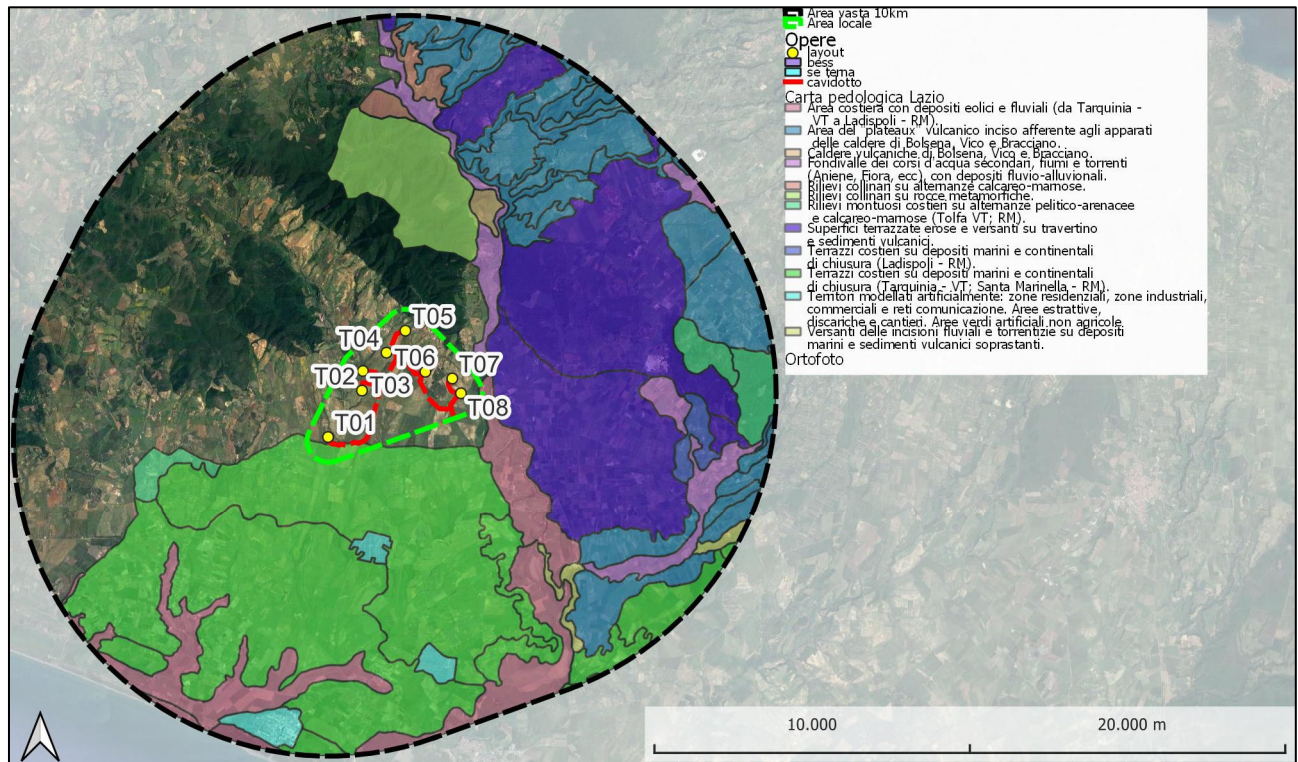 Area vasta 10km
Area locale
Opere
layout
bess
se terna
cavidotto
Carta pedologica Lazio
Area costiera con depositi eolici e fluviali (da Tarquinia -
VT a Ladispoli - RM).
Area del "plateaux" vulcanico inciso afferente agli apparati
delle caldere di Bolsena, Vico e Bracciano.
Caldere vulcaniche di Bolsena, Vico e Bracciano.
Fondivalle dei corsi d'acqua secondari, fiumi e torrenti
(Aniene, Fiora, ecc), con depositi fluvio-alluvionali.
Rilievi collinari su alternanze calcareo-marnose.
Rilievi collinari su rocce metamorfiche.
Rilievi montuosi costieri su alternanze pelitico-arenacee
e calcareo-marnose (Tolfa VT; RM).
Superfici terrazzate erose e versanti su travertino
e sedimenti vulcanici.
Terrazzi costieri su depositi marini e continentali
di chiusura (Ladispoli - RM).
Terrazzi costieri su depositi marini e continentali
di chiusura (Tarquinia - VT; Santa Marinella - RM).
Territori modellati artificialmente: zone residenziali, zone industriali,
commerciali e reti comunicazione. Aree estrattive,
discariche e cantieri. Aree verdi artificiali non agricole.
Versanti delle incisioni fluviali e torrentizie su depositi
marini e sedimenti vulcanici soprastanti.
Ortofoto
T05
T04
T06
T07
T02
T03
T08
T01
10.000
20.000 m